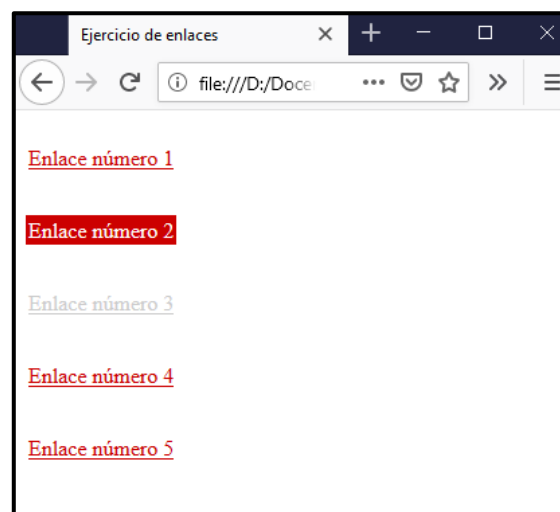 Ejercicio de enlaces
file:///D:/Doce
Enlace número 1
Enlace número 2
Enlace número 3
Enlace número 4
Enlace número 5